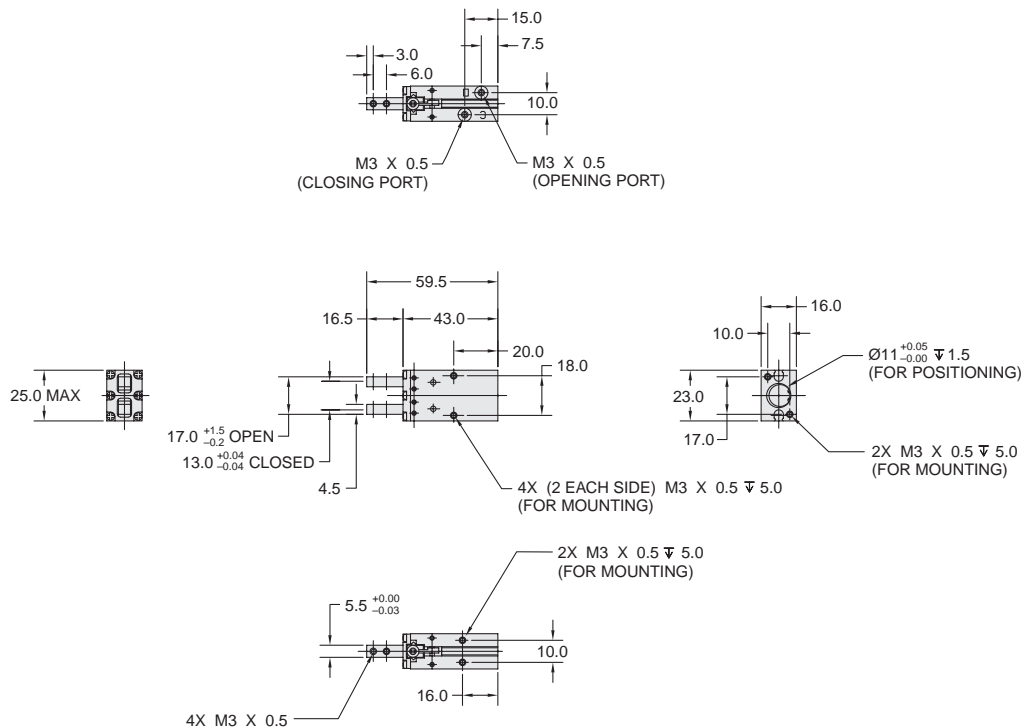 15.0
7.5
3.0
6.0
10.0
M3 X 0.5
(CLOSING PORT)
M3 X 0.5
(OPENING PORT)
59.5
16.5
43.0
20.0
18.0
25.0 MAX
17.0 +1.5 -0.2 OPEN
13.0 +0.04 -0.04 CLOSED
4.5
4X (2 EACH SIDE) M3 X 0.5 ↧ 5.0
(FOR MOUNTING)
16.0
10.0
Ø11 +0.05 -0.00 ↧ 1.5
(FOR POSITIONING)
23.0
17.0
2X M3 X 0.5 ↧ 5.0
(FOR MOUNTING)
2X M3 X 0.5 ↧ 5.0
(FOR MOUNTING)
5.5 +0.00 -0.03
10.0
16.0
4X M3 X 0.5